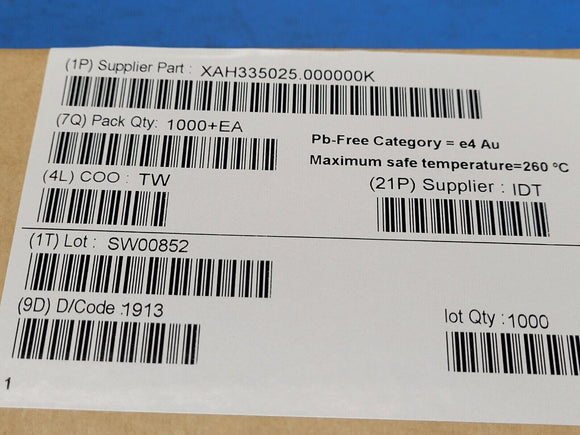 (1P) Supplier Part : XAH335025.000000K
(7Q) Pack Qty: 1000+EA
Pb-Free Category = e4 Au
Maximum safe temperature=260 °C
(4L) COO : TW
(21P) Supplier : IDT
(1T) Lot : SW00852
(9D) D/Code :1913
lot Qty :1000
1